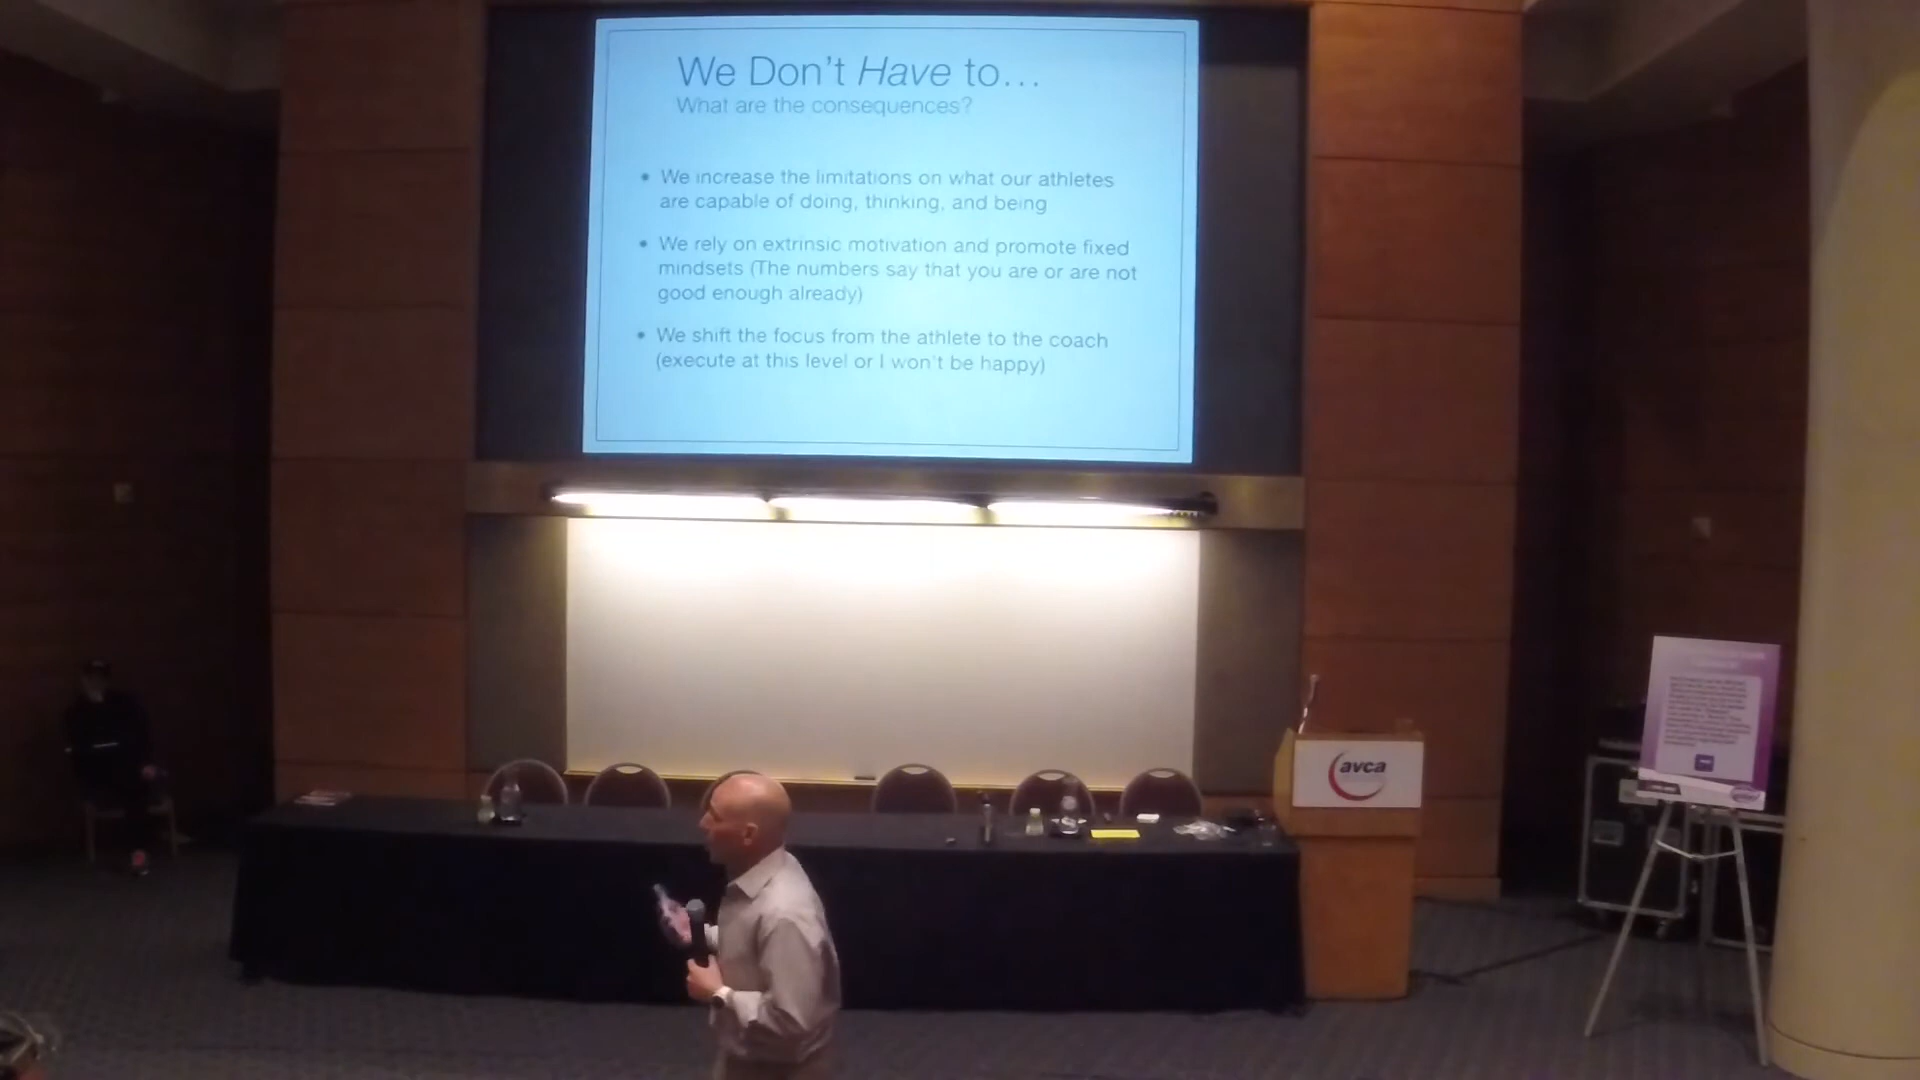 We Don't Have to...
What are the consequences?
• We increase the limitations on what our athletes
are capable of doing, thinking, and being
• We rely on extrinsic motivation and promote fixed
mindsets (The numbers say that you are or are not
good enough already)
• We shift the focus from the athlete to the coach
(execute at this level or I won't be happy)
avca